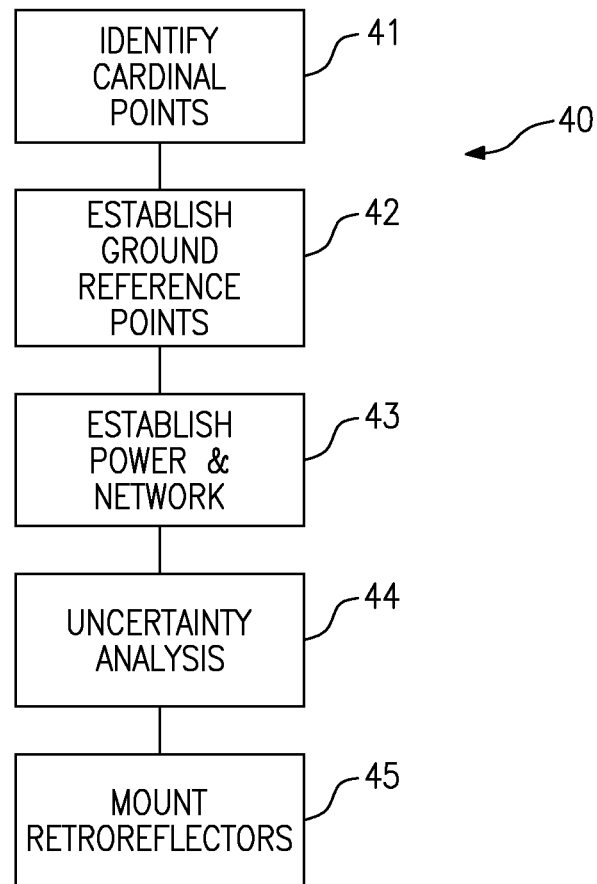 IDENTIFY
CARDINAL
POINTS
41
40
ESTABLISH
GROUND
REFERENCE
POINTS
42
ESTABLISH
POWER &
NETWORK
43
UNCERTAINTY
ANALYSIS
44
MOUNT
RETROREFLECTORS
45